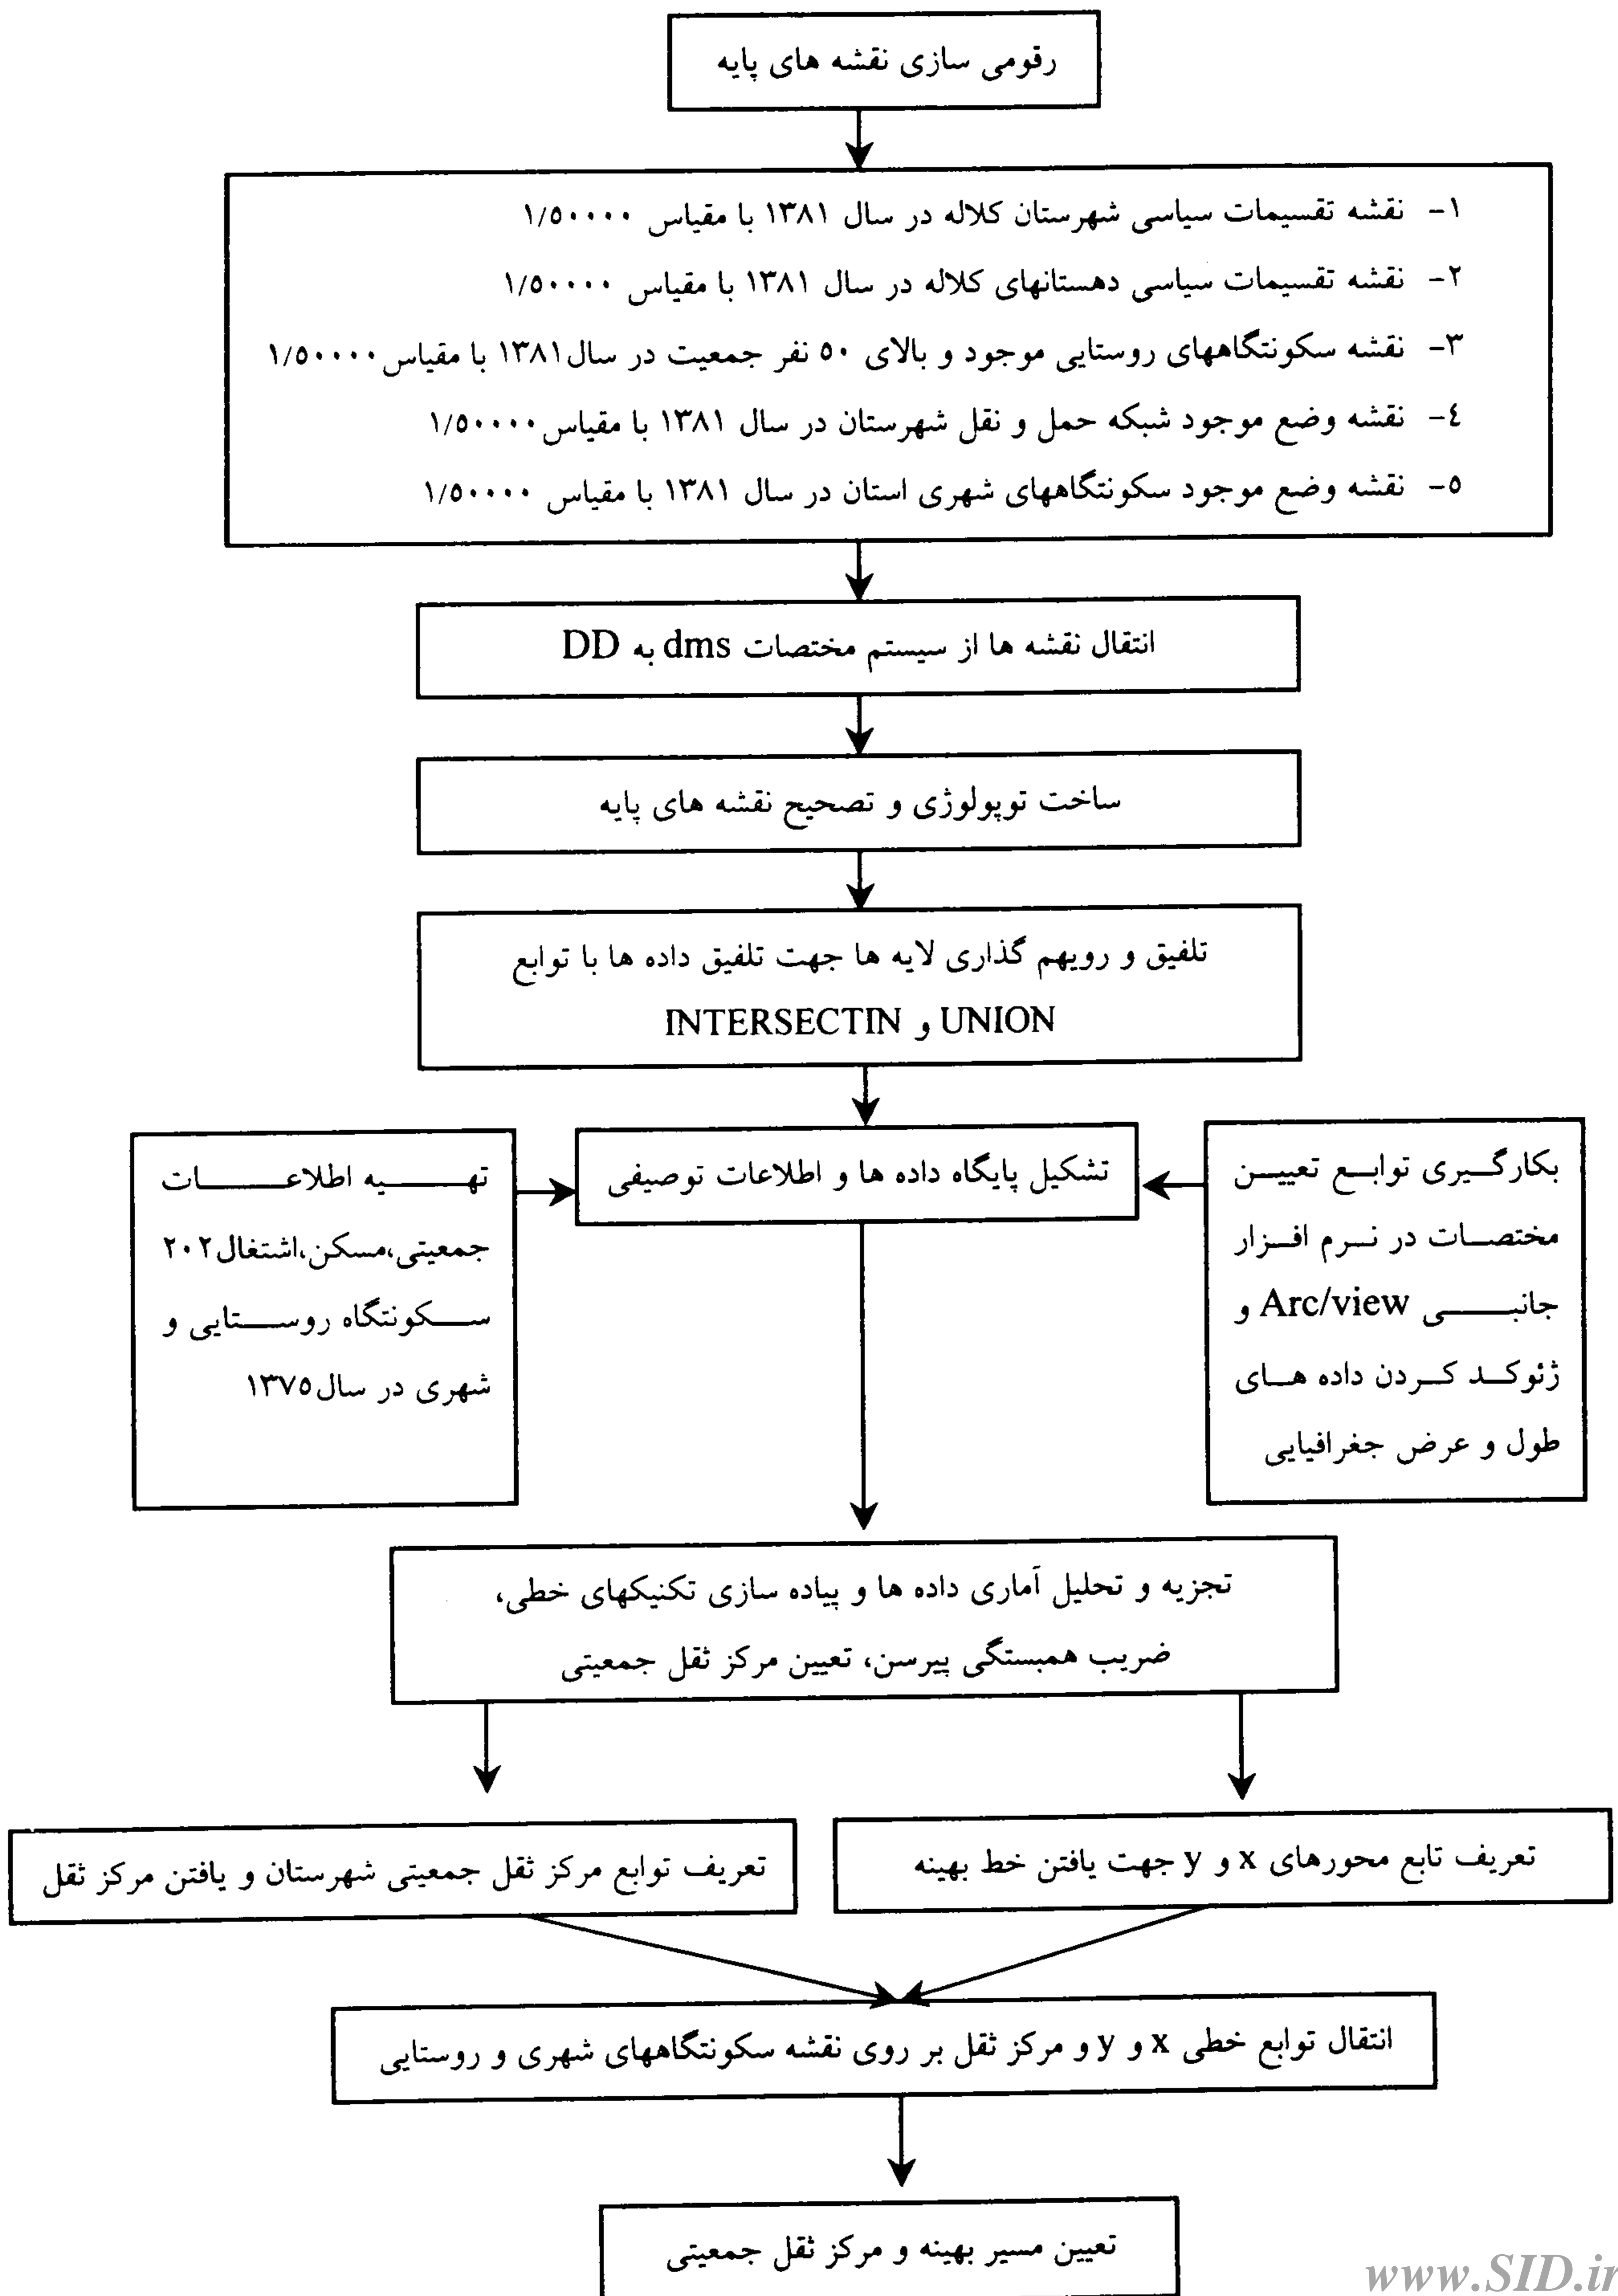 رقومی سازی نقشه های پایه
۱- نقشه تقسیمات سیاسی شهرستان کلاله در سال ۱۳۸۱ با مقیاس ۱/۵۰۰۰۰
۲- نقشه تقسیمات سیاسی دهستانهای کلاله در سال ۱۳۸۱ با مقیاس ۱/۵۰۰۰۰
۳- نقشه سکونتگاههای روستایی موجود و بالای ۵۰ نفر جمعیت در سال۱۳۸۱ با مقیاس۱/۵۰۰۰۰
٤- نقشه وضع موجود شبکه حمل و نقل شهرستان در سال ۱۳۸۱ با مقیاس۱/۵۰۰۰۰
۵- نقشه وضع موجود سکونتگاههای شهری استان در سال ۱۳۸۱ با مقیاس ۱/۵۰۰۰۰
انتقال نقشه ها از سیستم مختصات dms به DD
ساخت توپولوژی و تصحیح نقشه های پایه
تلفیق و رویهم گذاری لایه ها جهت تلفیق داده ها با توابع
UNION و INTERSECTIN
بکارگیری توابع تعیین
مختصات در نرم افزار
جانبی Arc/view و
ژئوکد کردن داده های
طول و عرض جغرافیایی
تشکیل پایگاه داده ها و اطلاعات توصیفی
تهیه اطلاعات
جمعیتی،مسکن،اشتغال۲۰۲
سکونتگاه روستایی و
شهری در سال۱۳۷۵
تجزیه و تحلیل آماری داده ها و پیاده سازی تکنیکهای خطی،
ضریب همبستگی پیرسن، تعیین مرکز ثقل جمعیتی
تعریف تابع محورهای x و y جهت یافتن خط بهینه
تعریف توابع مرکز ثقل جمعیتی شهرستان و یافتن مرکز ثقل
انتقال توابع خطی x و y و مرکز ثقل بر روی نقشه سکونتگاههای شهری و روستایی
تعیین مسیر بهینه و مرکز ثقل جمعیتی
www.SID.ir